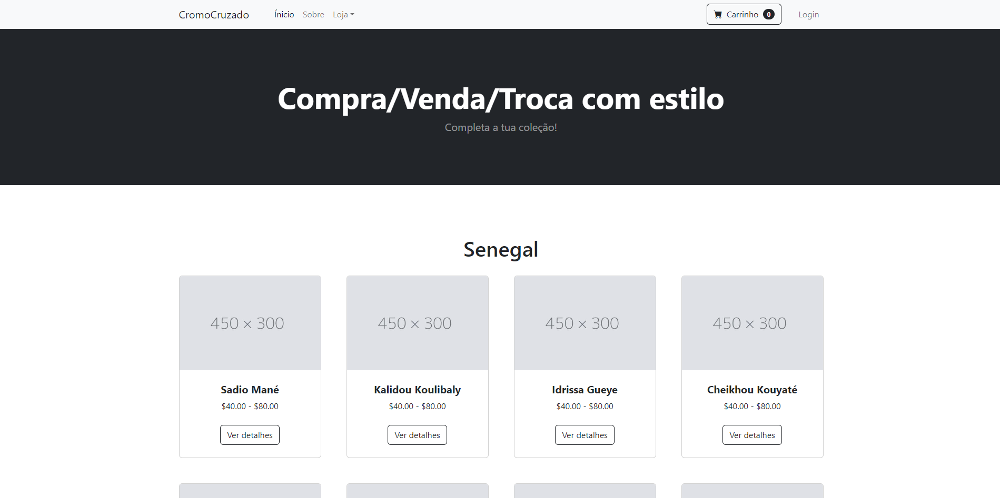 CromoCruzado Ínicio Sobre Loja Carrinho 0 Login
Compra/Venda/Troca com estilo
Completa a tua coleção!
Senegal
450 × 300 450 × 300 450 × 300 450 × 300
Sadio Mané Kalidou Koulibaly Idrissa Gueye Cheikhou Kouyaté
$40.00 - $80.00 $40.00 - $80.00 $40.00 - $80.00 $40.00 - $80.00
Ver detalhes Ver detalhes Ver detalhes Ver detalhes